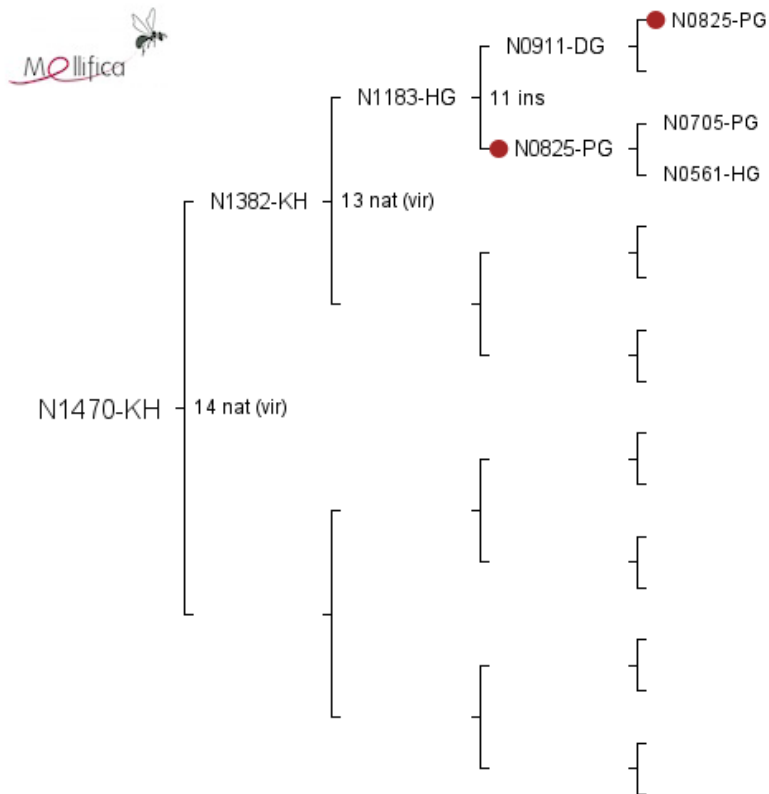 Mellifica
N0825-PG
N0911-DG
N1183-HG
11 ins
N0705-PG
N0825-PG
N0561-HG
N1382-KH
13 nat (vir)
N1470-KH
14 nat (vir)